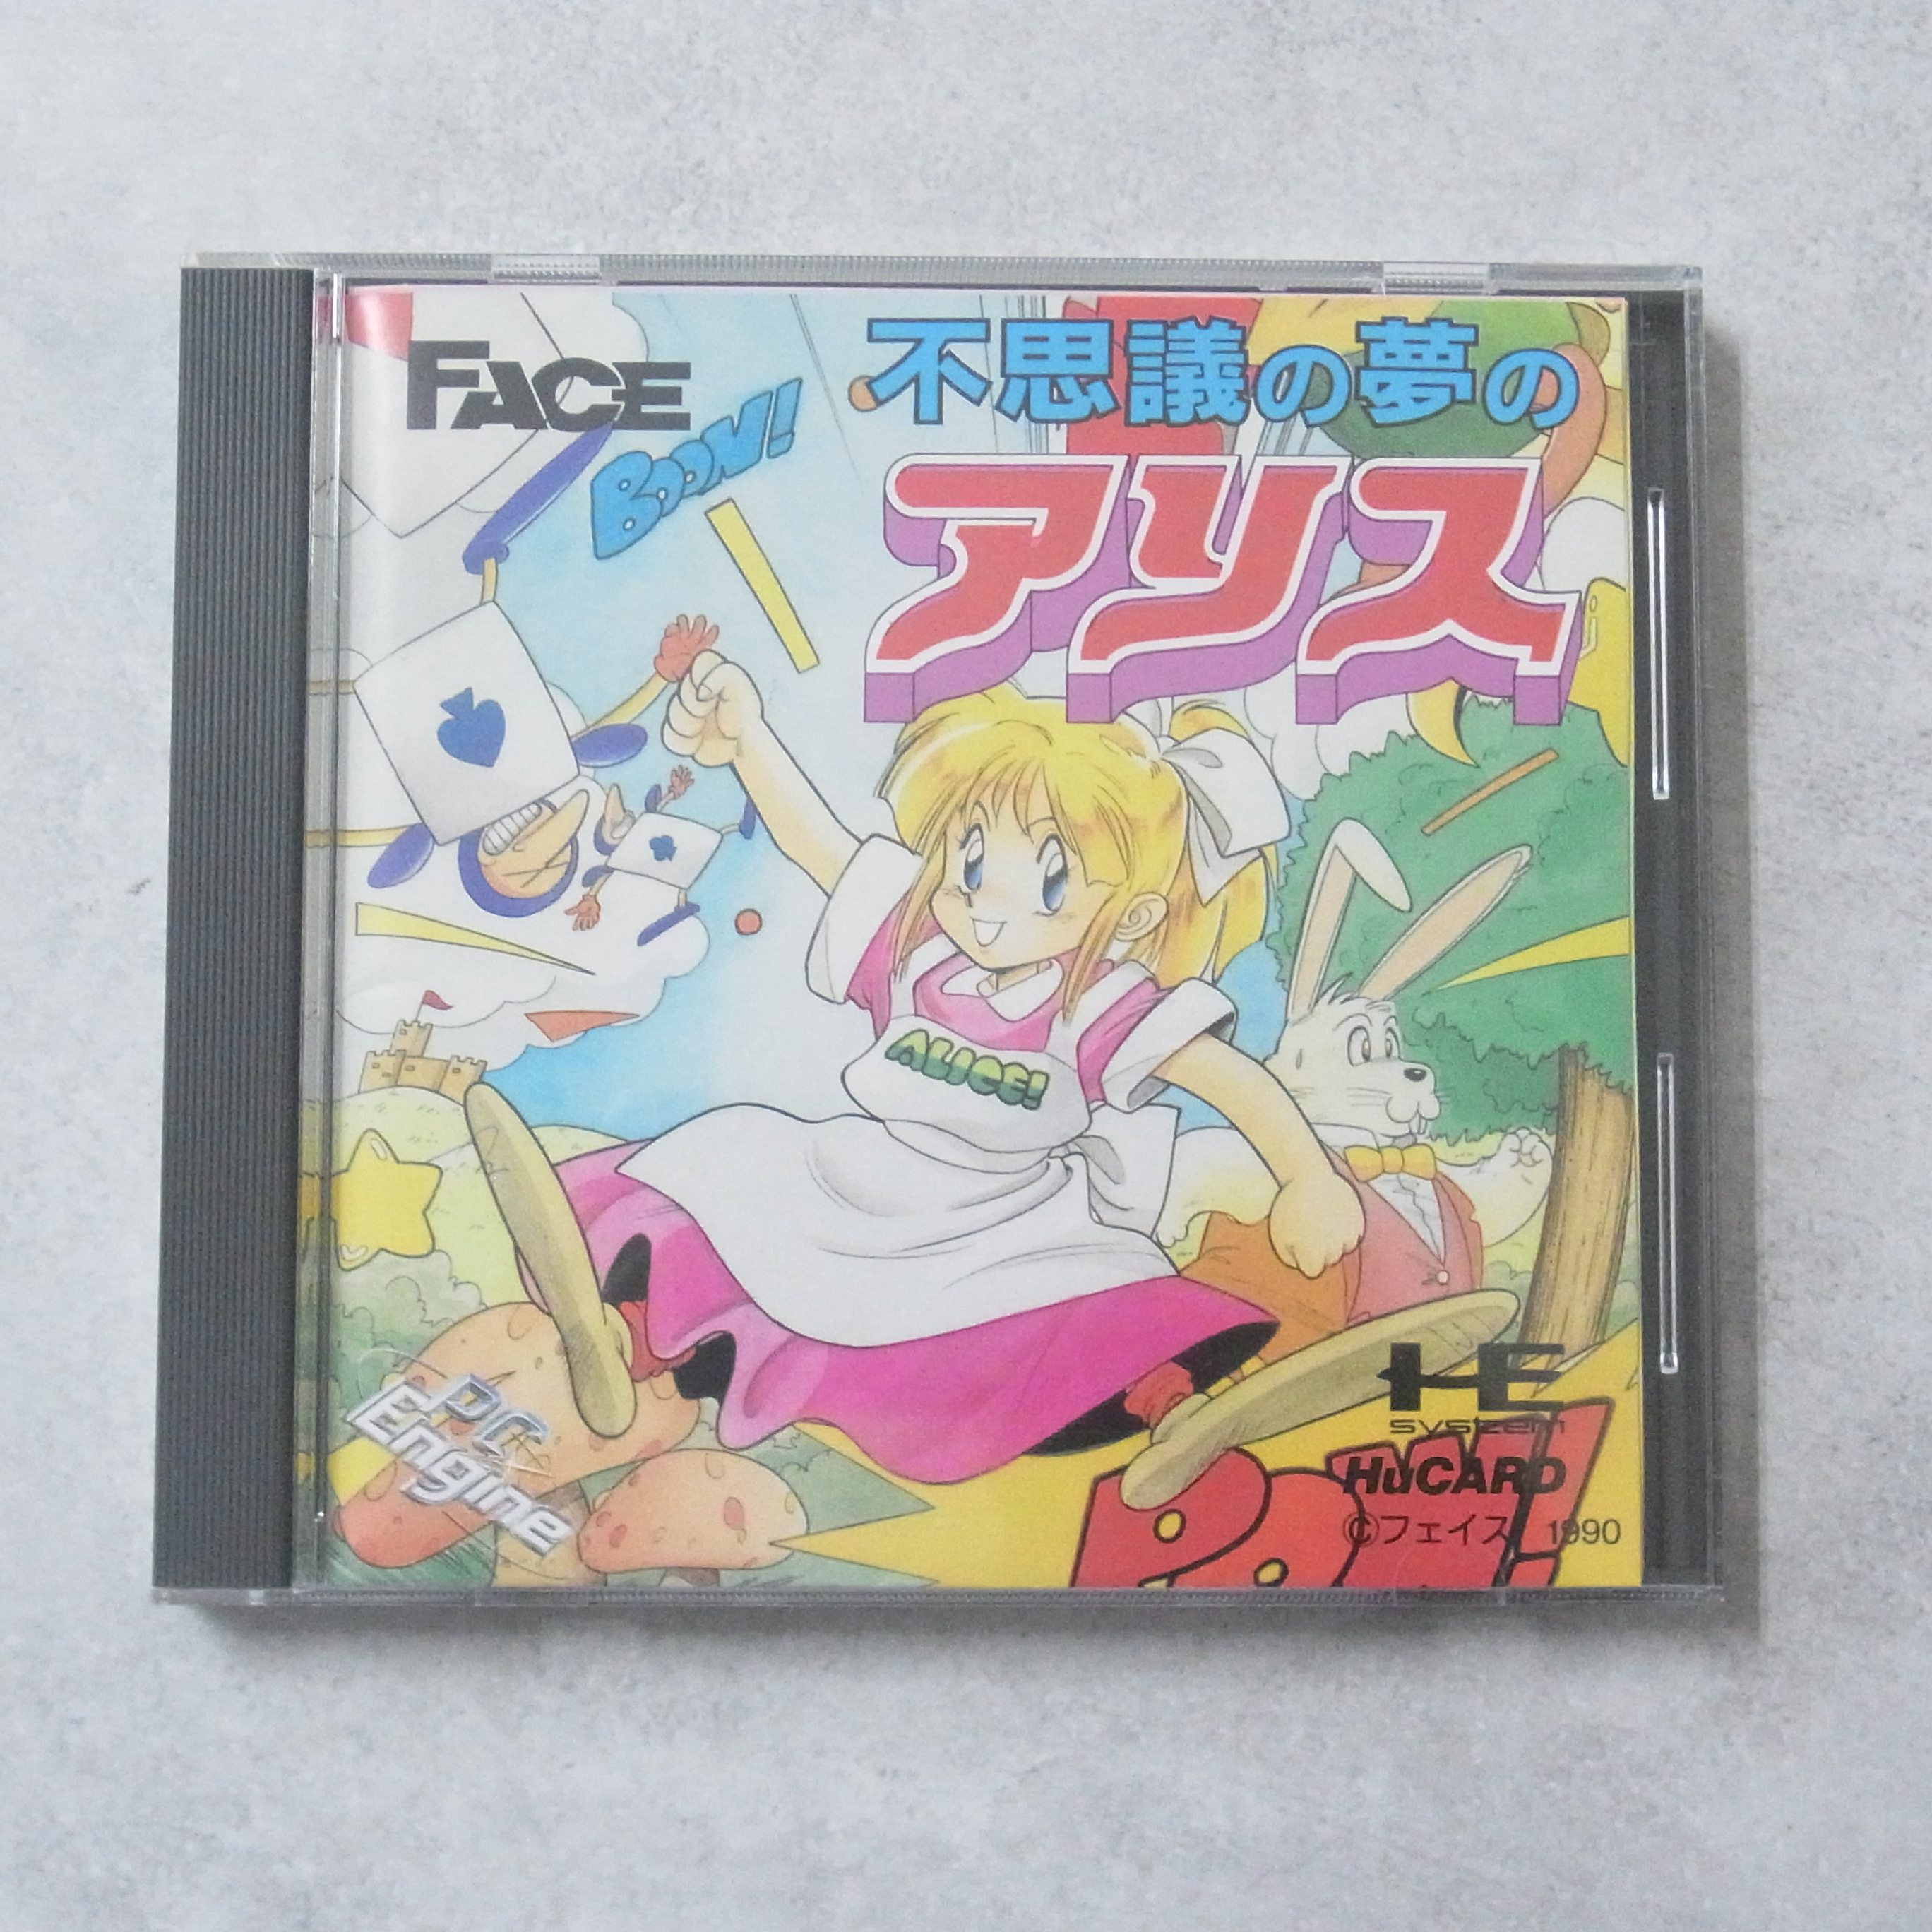 FACE
不思議の夢の
BOOM!
アリス
ALICE!
PC
Engine
HE
system
HuCARD
©フェイス 1990